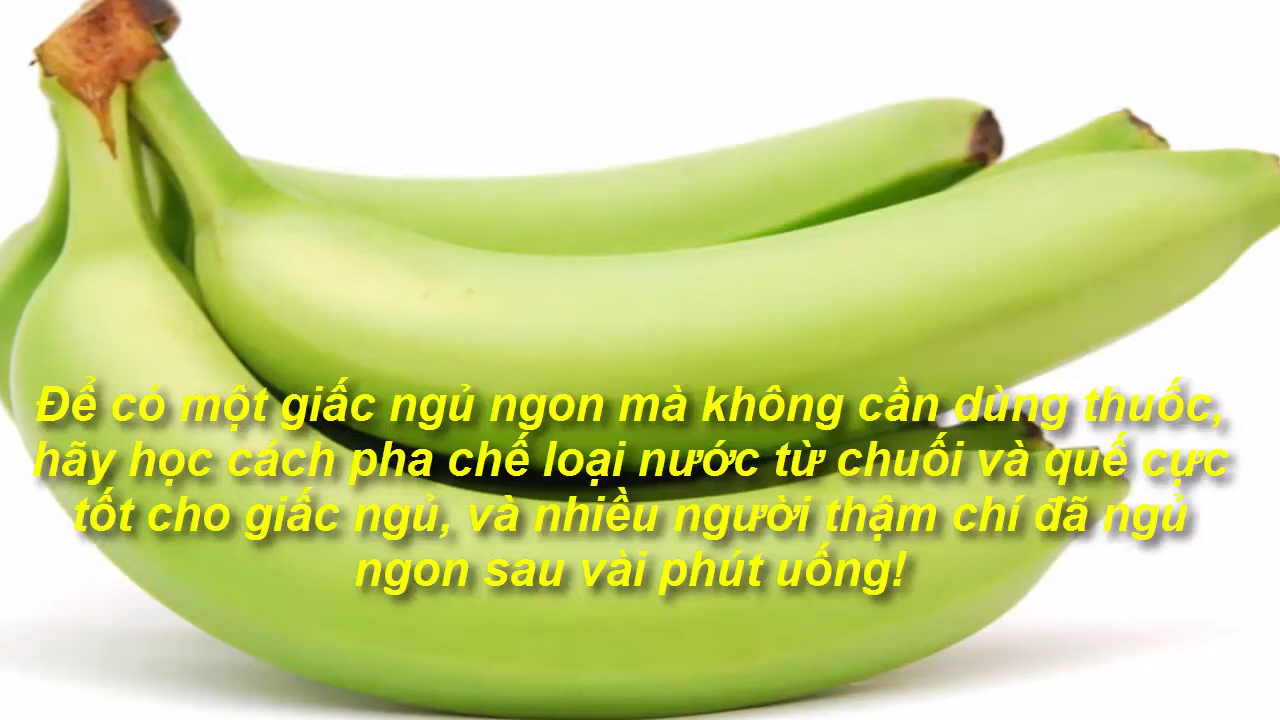 Để có một giấc ngủ ngon mà không cần dùng thuốc,
hãy học cách pha chế loại nước từ chuối và quế cực
tốt cho giấc ngủ, và nhiều người thậm chí đã ngủ
ngon sau vài phút uống!